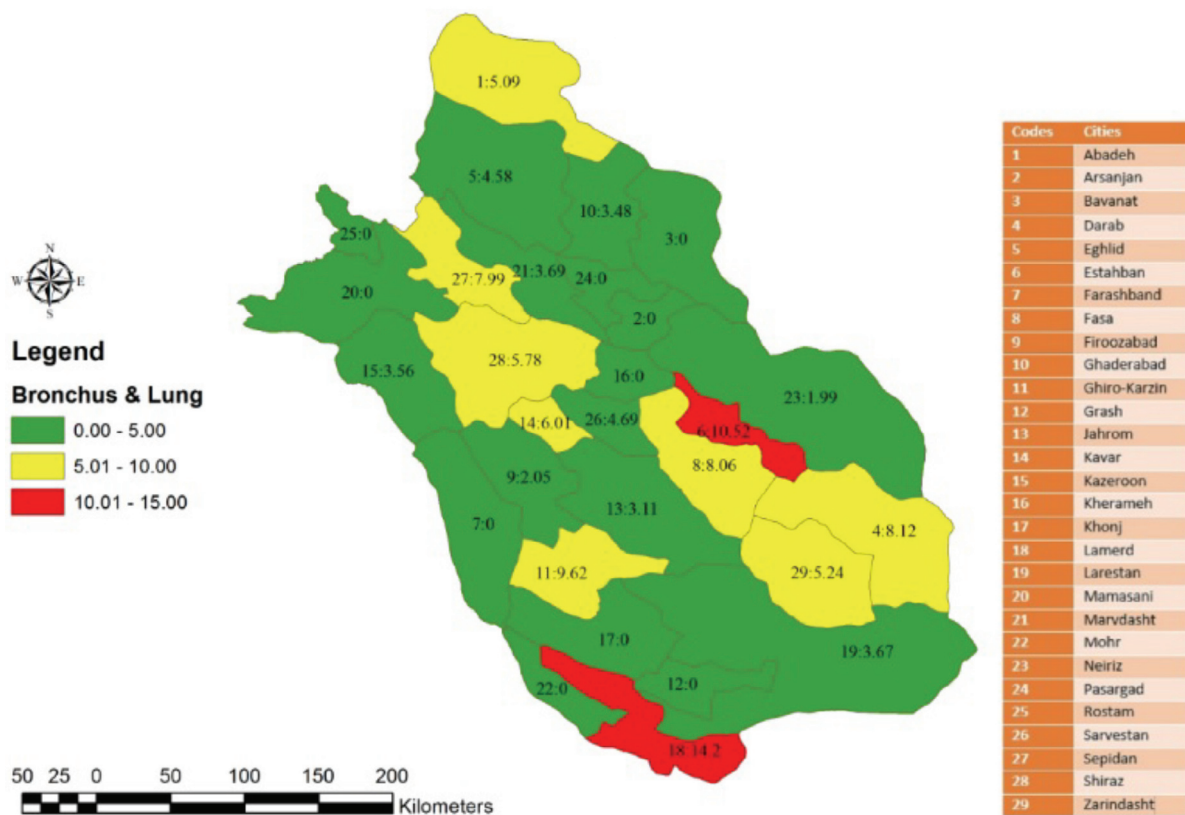 1:5.09
5:4.58
10:3.48
3:0
25:0
27:7.99
21:3.69
24:0
20:0
2:0
28:5.78
15:3.56
16:0
23:1.99
14:6.01
26:4.69
6:10.52
8:8.06
9:2.05
13:3.11
7:0
4:8.12
11:9.62
29:5.24
17:0
19:3.67
22:0
12:0
18:14.2
N
W
E
S
Legend
Bronchus & Lung
0.00 - 5.00
5.01 - 10.00
10.01 - 15.00
50 25 0 50 100 150 200
Kilometers
Codes Cities
1 Abadeh
2 Arsanjan
3 Bavanat
4 Darab
5 Eghlid
6 Estahban
7 Farashband
8 Fasa
9 Firoozabad
10 Ghaderabad
11 Ghiro-Karzin
12 Grash
13 Jahrom
14 Kavar
15 Kazeroon
16 Kherameh
17 Khonj
18 Lamerd
19 Larestan
20 Mamasani
21 Marvdasht
22 Mohr
23 Neiriz
24 Pasargad
25 Rostam
26 Sarvestan
27 Sepidan
28 Shiraz
29 Zarindasht